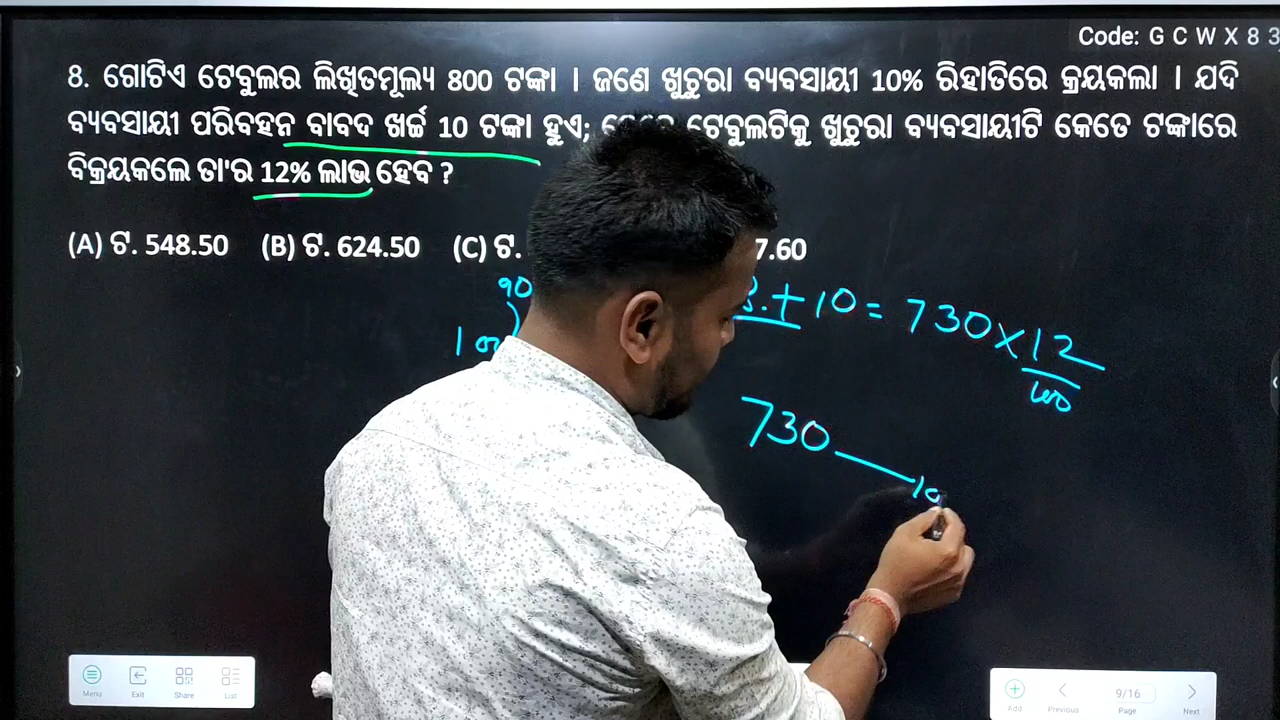 Code: G C W X 8 3
8. ଗୋଟିଏ ଟେବୁଲର ଲିଖିତମୂଲ୍ୟ 800 ଟଙ୍କା । ଜଣେ ଖୁଚୁରା ବ୍ୟବସାୟୀ 10% ରିହାତିରେ କ୍ରୟକଲା । ଯଦି
ବ୍ୟବସାୟୀ ପରିବହନ ବାବଦ ଖର୍ଚ୍ଚ 10 ଟଙ୍କା ହୁଏ; ଟେବୁଲଟିକୁ ଖୁଚୁରା ବ୍ୟବସାୟୀଟି କେତେ ଟଙ୍କାରେ
ବିକ୍ରୟକଲେ ତା'ର 12% ଲାଭ ହେବ ?
(A) ଟ. 548.50 (B) ଟ. 624.50 (C) ଟ. 7.60
90
+ 10 = 730 × 12
100
730 10
Menu Exit Share List
Add Previous 9/16 Page Next